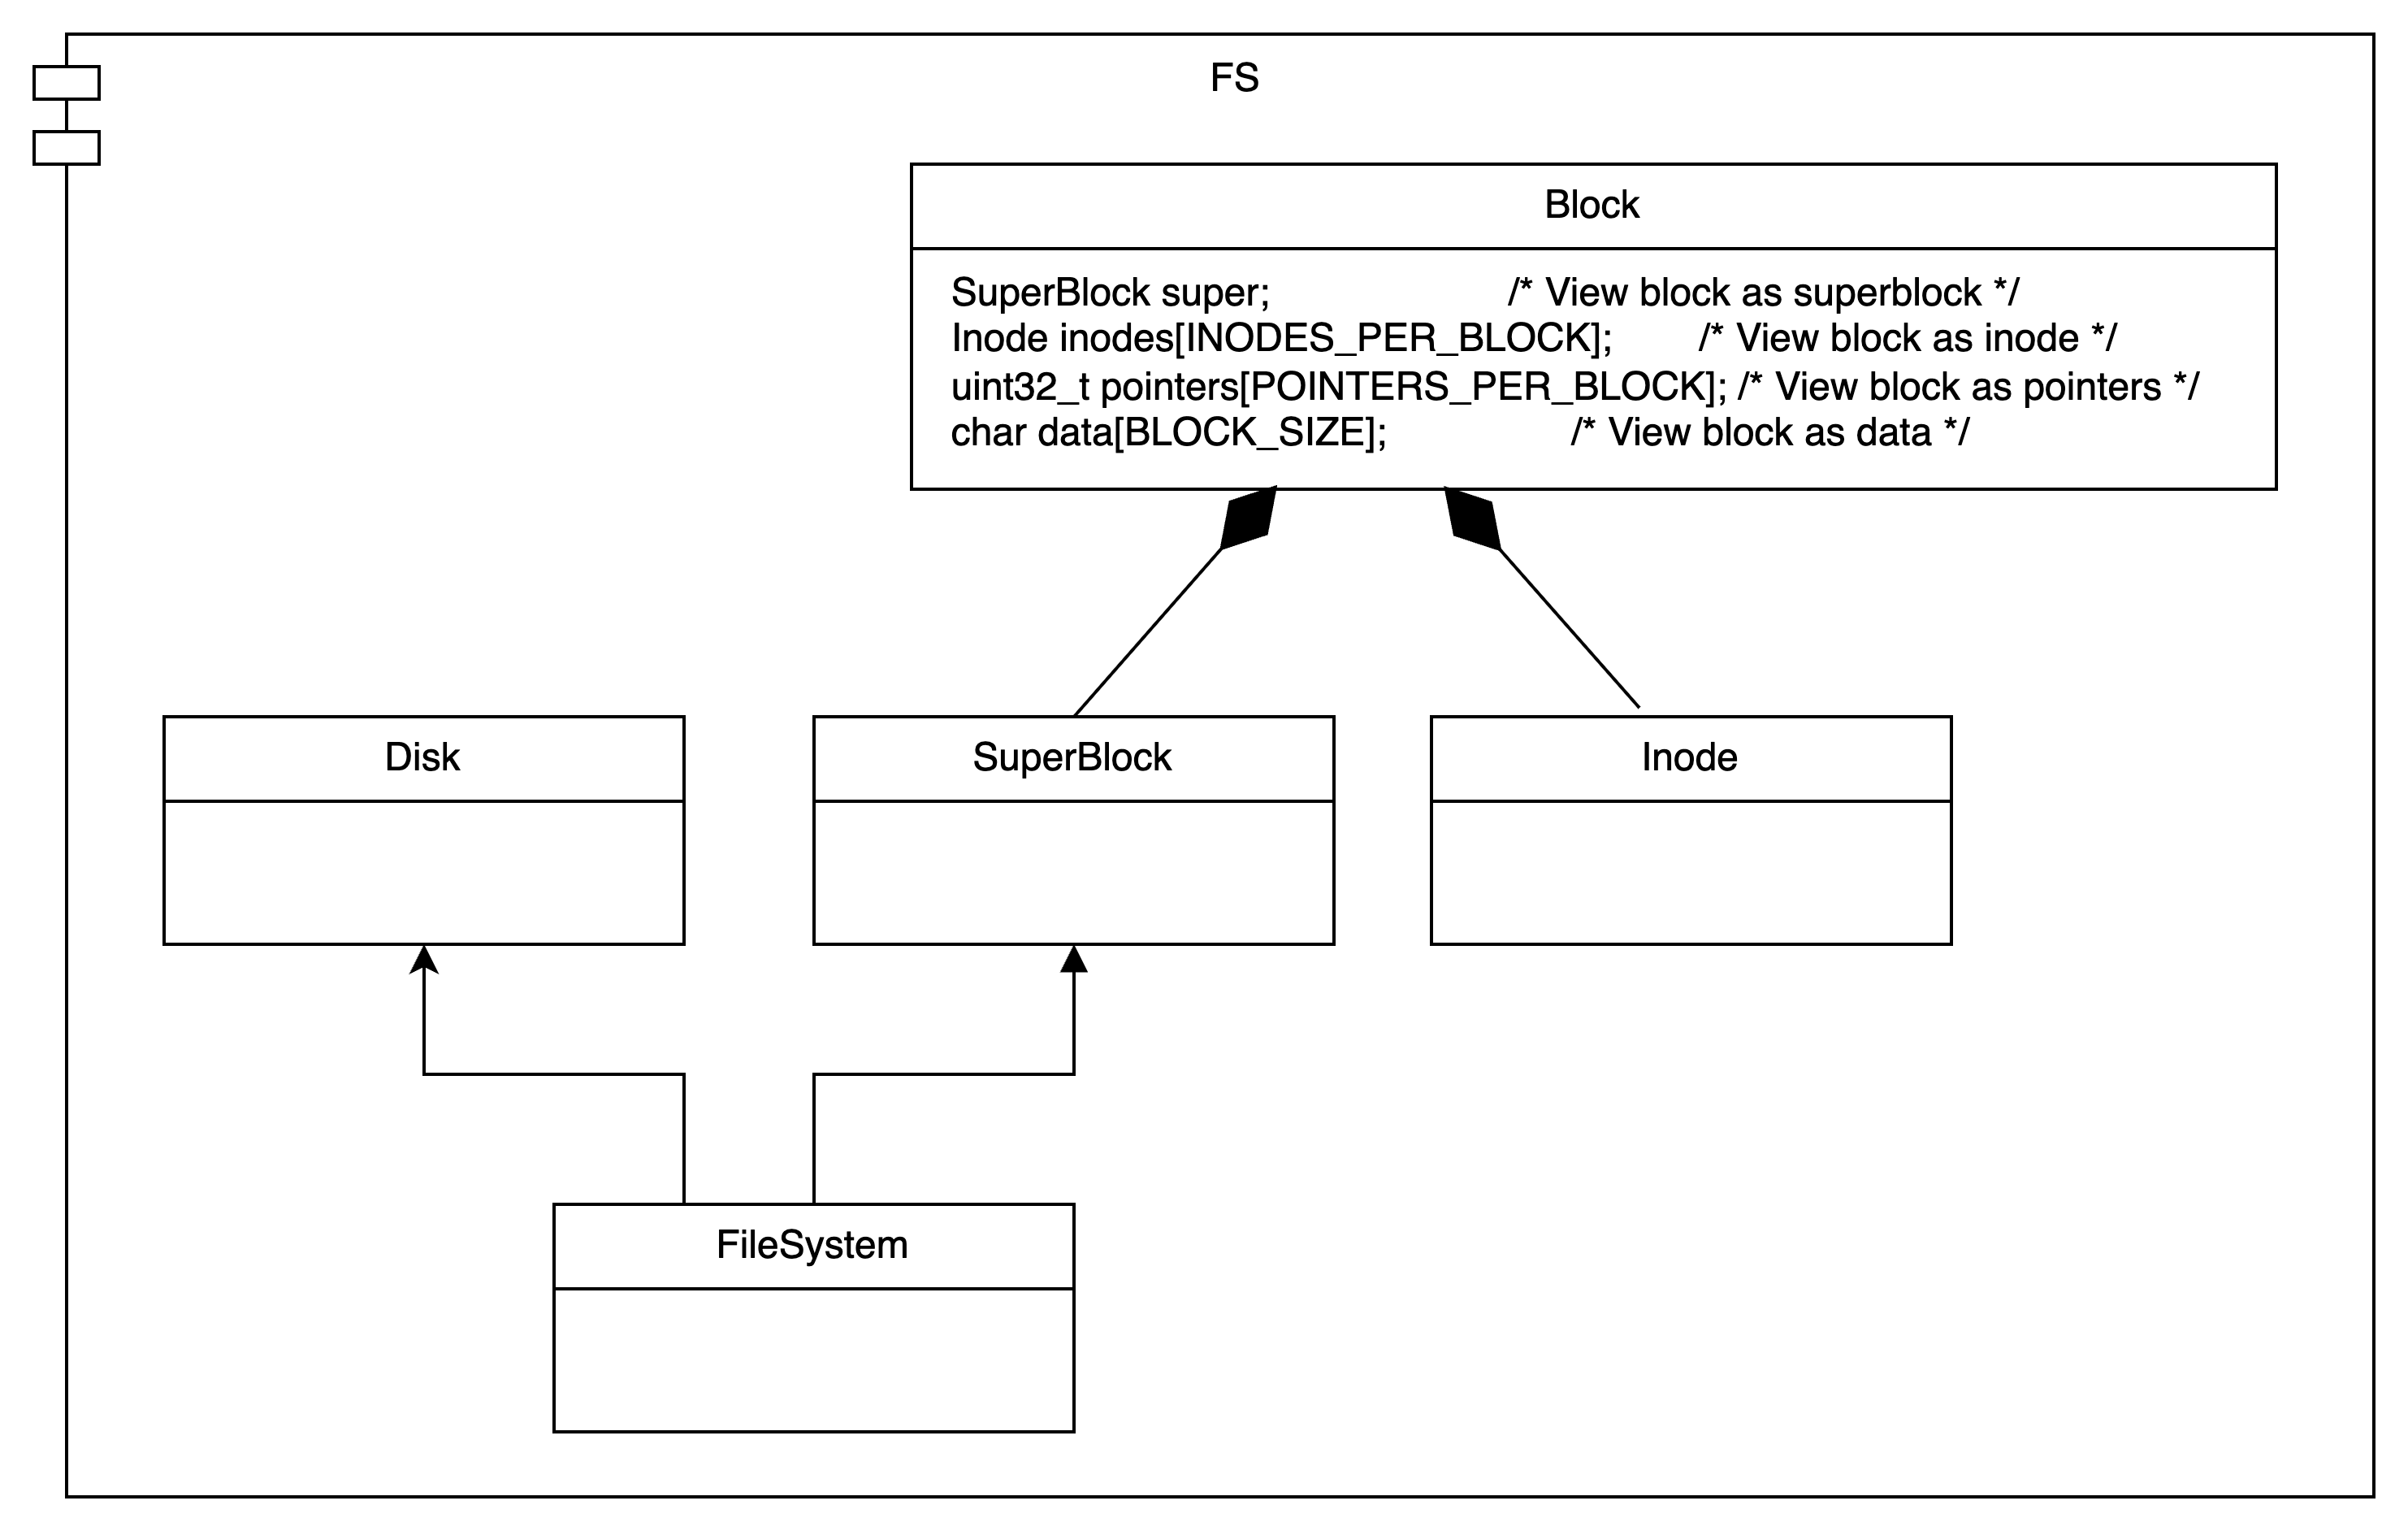 FS
Block
SuperBlock super; /* View block as superblock */
Inode inodes[INODES_PER_BLOCK]; /* View block as inode */
uint32_t pointers[POINTERS_PER_BLOCK]; /* View block as pointers */
char data[BLOCK_SIZE]; /* View block as data */
Disk
SuperBlock
Inode
FileSystem